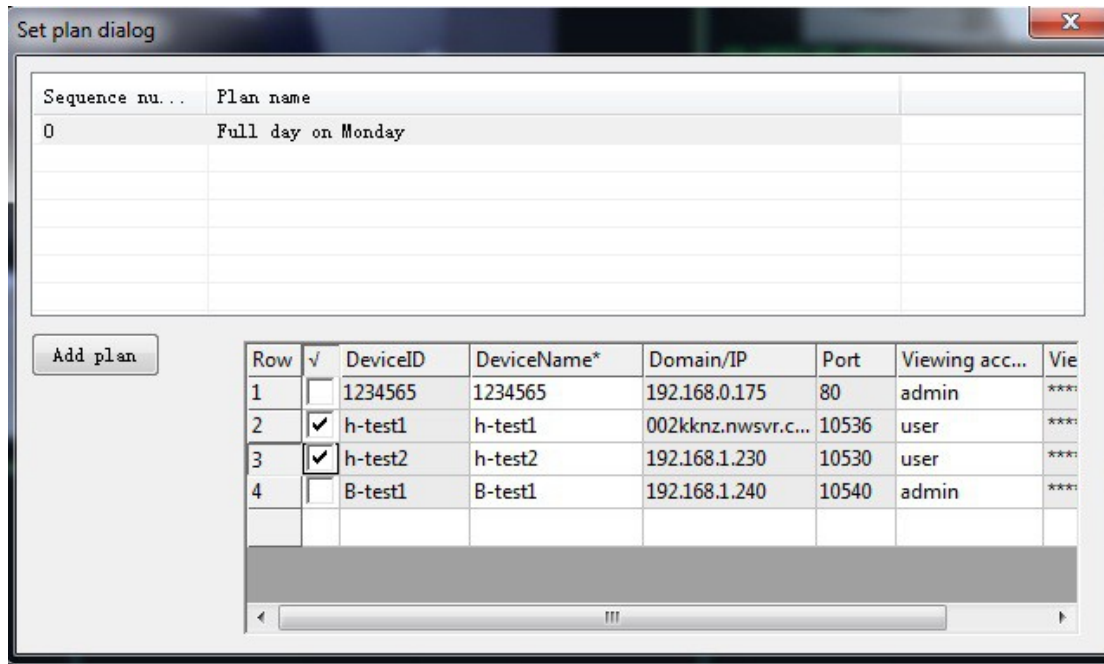 Set plan dialog
Sequence nu... Plan name
0 Full day on Monday
Add plan
Row √ DeviceID DeviceName* Domain/IP Port Viewing acc... Vie
1 1234565 1234565 192.168.0.175 80 admin ***
2 h-test1 h-test1 002kknz.nwsvr.c... 10536 user ***
3 h-test2 h-test2 192.168.1.230 10530 user ***
4 B-test1 B-test1 192.168.1.240 10540 admin ***